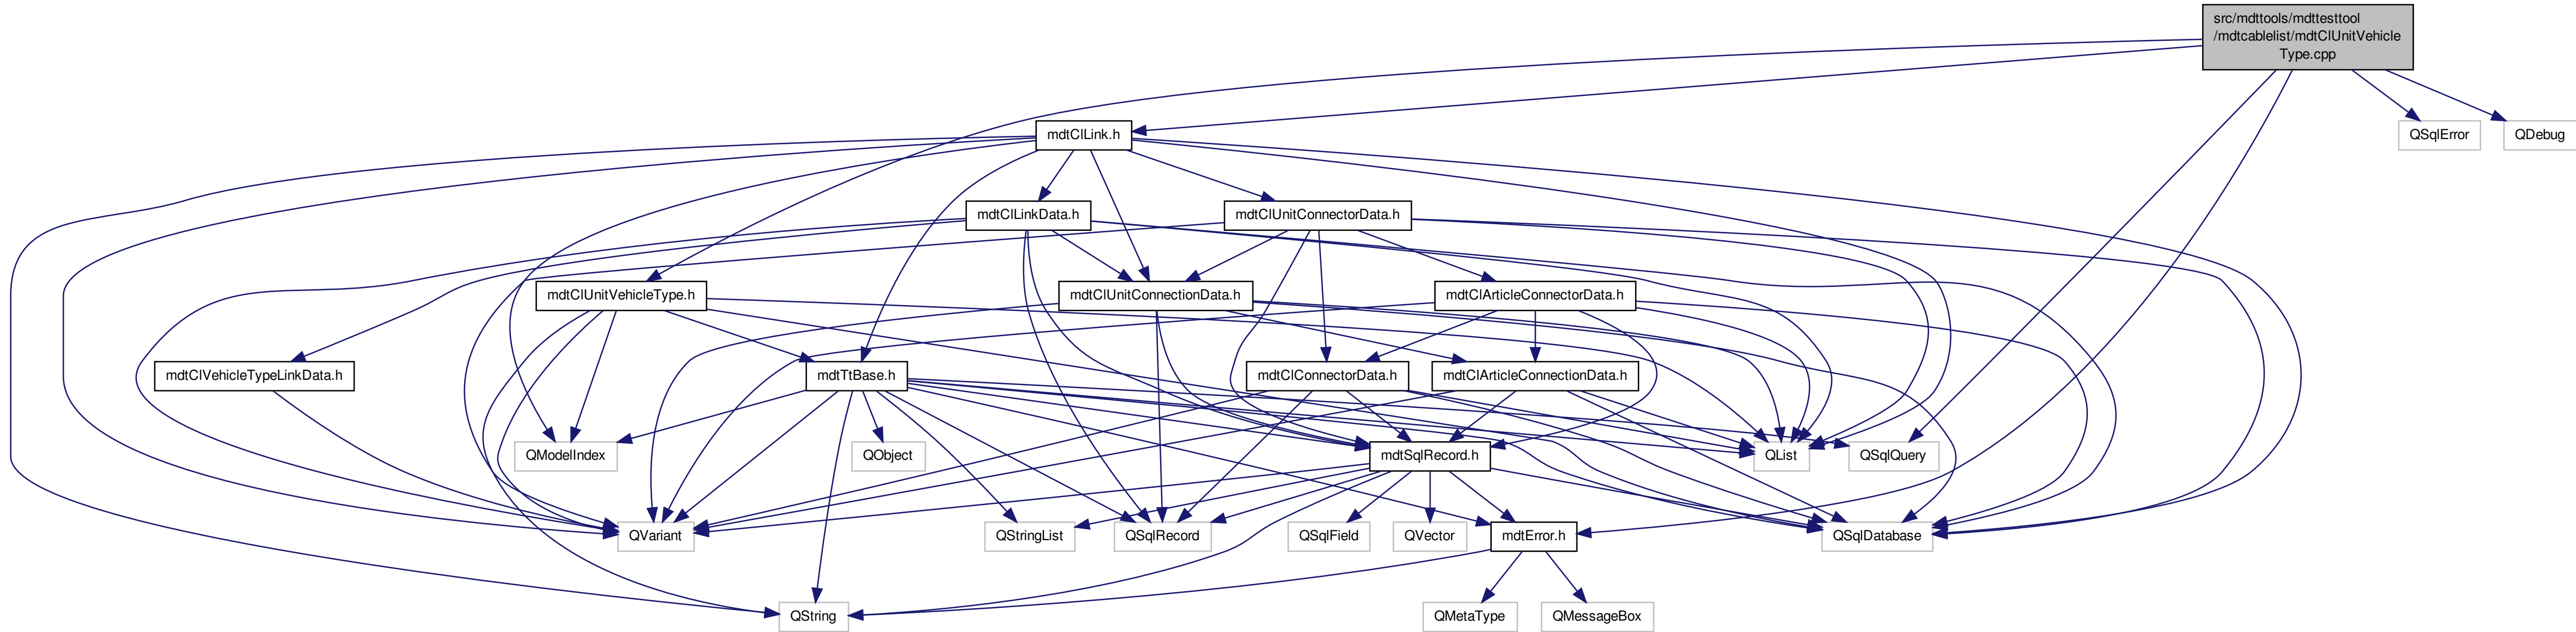 src/mdttools/mdttesttool
/mdtcablelist/mdtClUnitVehicle
Type.cpp
mdtClLink.h
QSqlError
QDebug
mdtClLinkData.h
mdtClUnitConnectorData.h
mdtClUnitVehicleType.h
mdtClUnitConnectionData.h
mdtClArticleConnectorData.h
mdtClVehicleTypeLinkData.h
mdtTtBase.h
mdtClConnectorData.h
mdtClArticleConnectionData.h
QModelIndex
QObject
mdtSqlRecord.h
QList
QSqlQuery
QVariant
QStringList
QSqlRecord
QSqlField
QVector
mdtError.h
QSqlDatabase
QString
QMetaType
QMessageBox